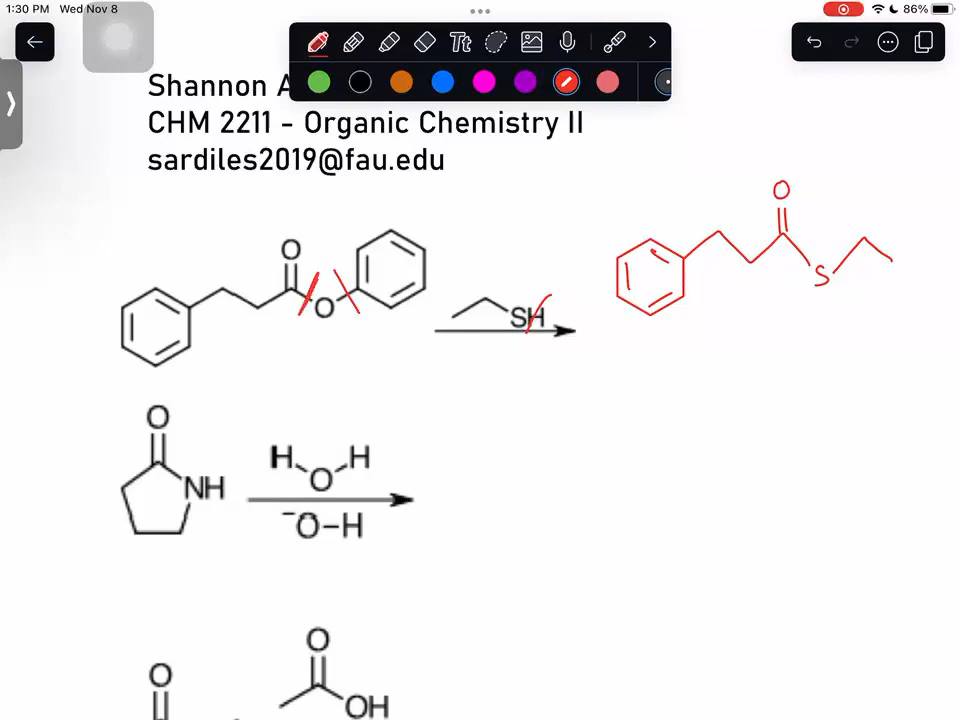 1:30 PM Wed Nov 8
86%
Tt
Shannon A
CHM 2211 - Organic Chemistry II
sardiles2019@fau.edu
O
O
O
SH
S
O
NH
H O H
⁻O-H
O
O
OH